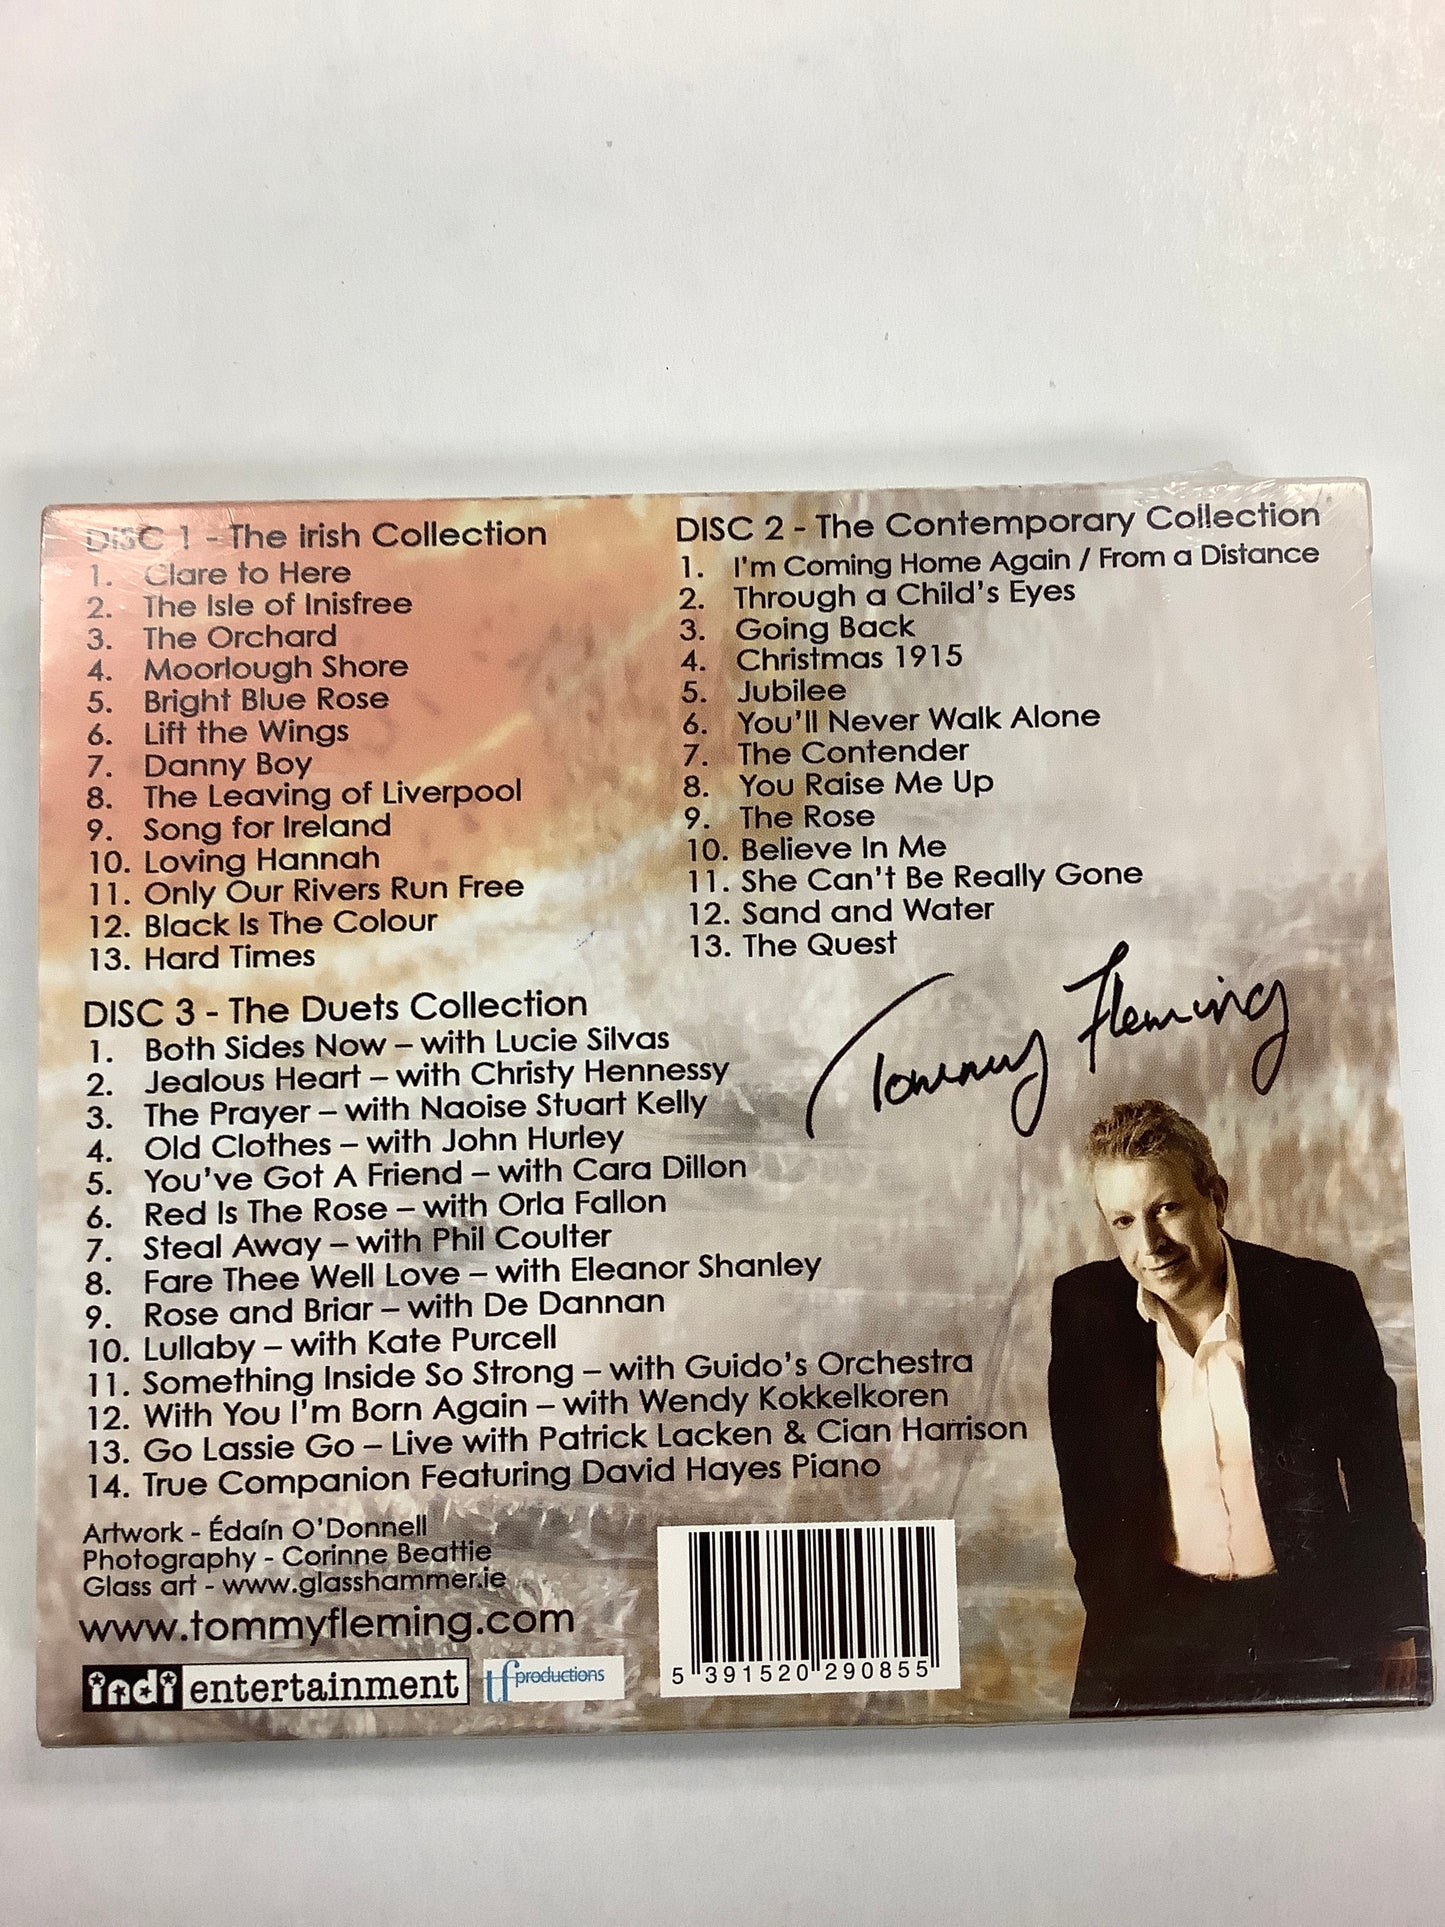 DISC 1 - The Irish Collection
1. Clare to Here
2. The Isle of Inisfree
3. The Orchard
4. Moorlough Shore
5. Bright Blue Rose
6. Lift the Wings
7. Danny Boy
8. The Leaving of Liverpool
9. Song for Ireland
10. Loving Hannah
11. Only Our Rivers Run Free
12. Black Is The Colour
13. Hard Times
DISC 2 - The Contemporary Collection
1. I'm Coming Home Again / From a Distance
2. Through a Child's Eyes
3. Going Back
4. Christmas 1915
5. Jubilee
6. You'll Never Walk Alone
7. The Contender
8. You Raise Me Up
9. The Rose
10. Believe In Me
11. She Can't Be Really Gone
12. Sand and Water
13. The Quest
Tommy Fleming
DISC 3 - The Duets Collection
1. Both Sides Now – with Lucie Silvas
2. Jealous Heart – with Christy Hennessy
3. The Prayer – with Naoise Stuart Kelly
4. Old Clothes – with John Hurley
5. You've Got A Friend – with Cara Dillon
6. Red Is The Rose – with Orla Fallon
7. Steal Away – with Phil Coulter
8. Fare Thee Well Love – with Eleanor Shanley
9. Rose and Briar – with De Dannan
10. Lullaby – with Kate Purcell
11. Something Inside So Strong – with Guido's Orchestra
12. With You I'm Born Again – with Wendy Kokkelkoren
13. Go Lassie Go – Live with Patrick Lacken & Cian Harrison
14. True Companion Featuring David Hayes Piano
Artwork - Édaín O'Donnell
Photography - Corinne Beattie
Glass art - www.glasshammer.ie
www.tommyfleming.com
indi entertainment
tf productions
5 391520 290855